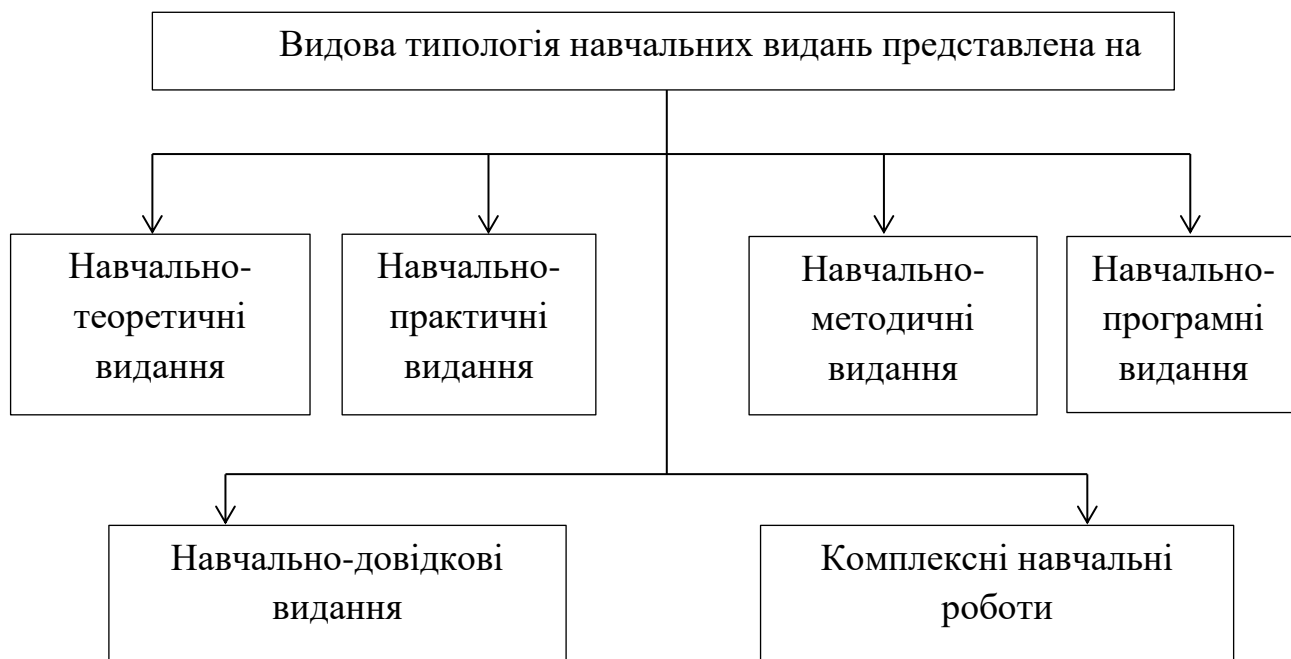 Видова типологія навчальних видань представлена на
Навчально-
теоретичні
видання
Навчально-
практичні
видання
Навчально-
методичні
видання
Навчально-
програмні
видання
Навчально-довідкові
видання
Комплексні навчальні
роботи